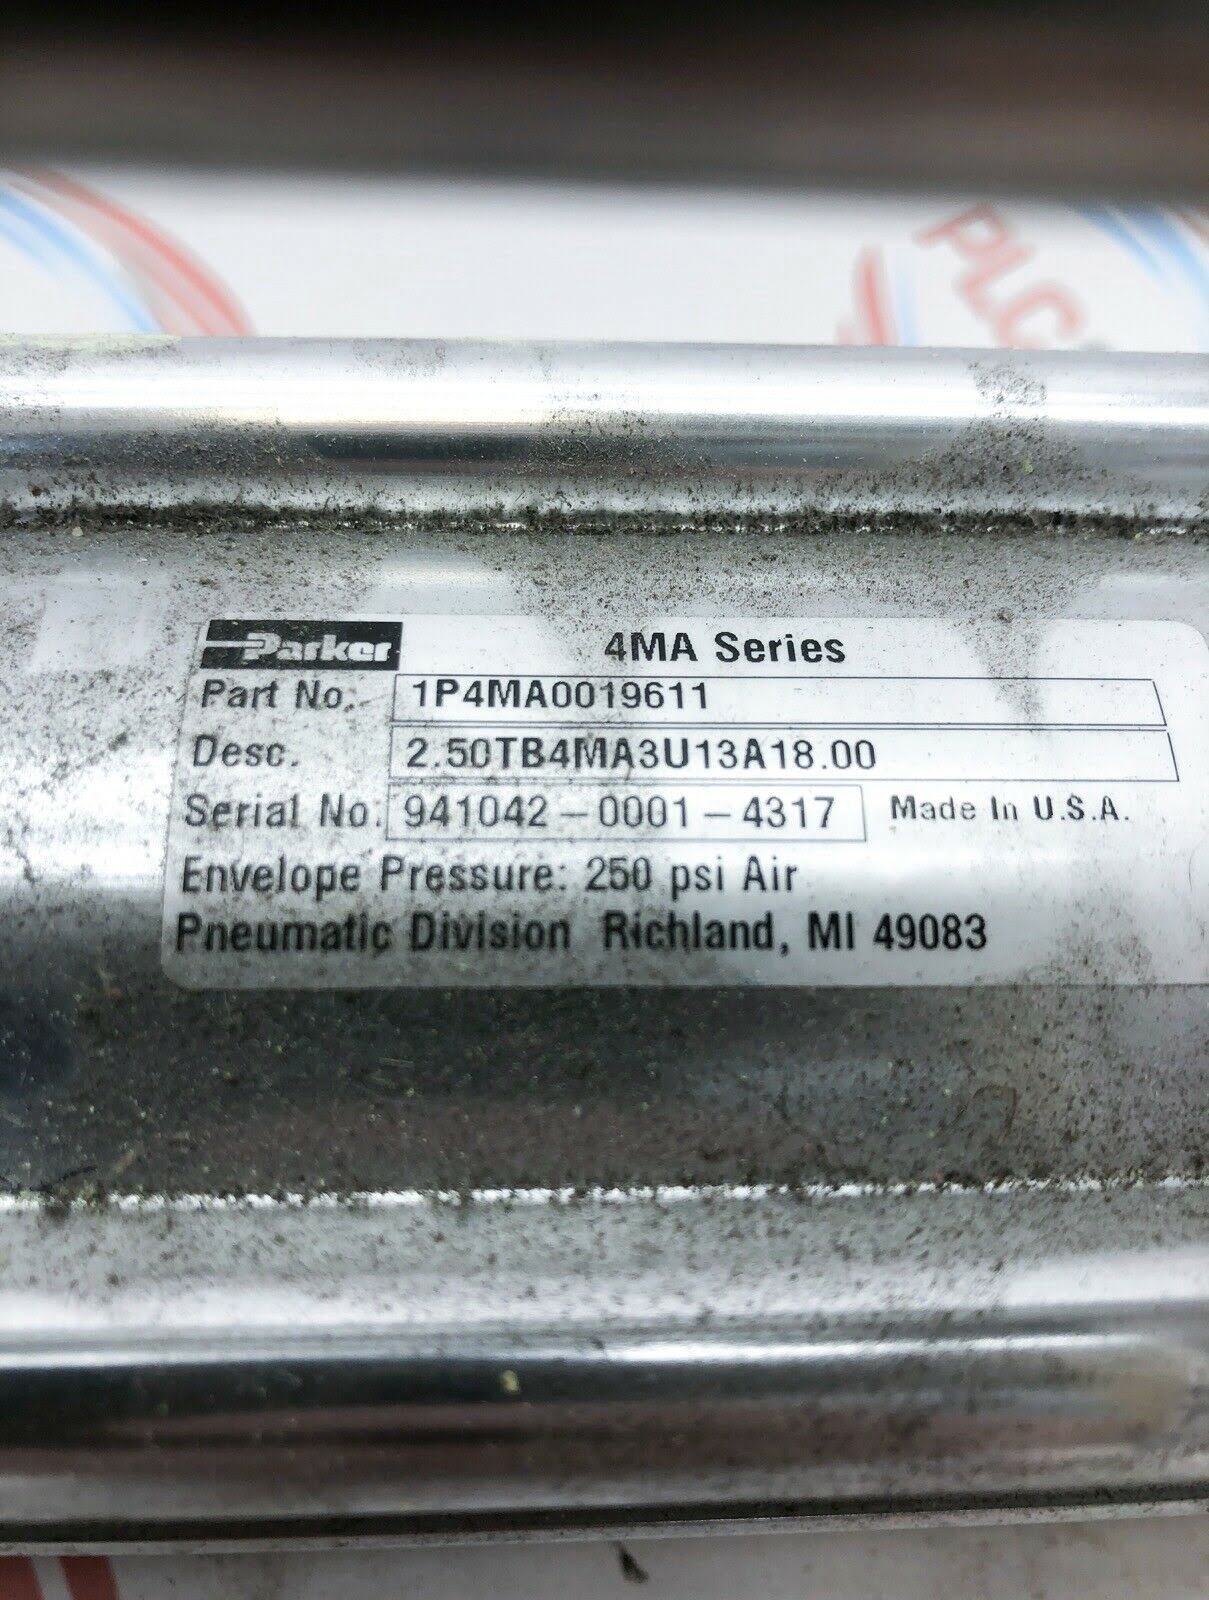 PLC
Parker 4MA Series
Part No. 1P4MA0019611
Desc. 2.50TB4MA3U13A18.00
Serial No: 941042-0001-4317 Made In U.S.A.
Envelope Pressure: 250 psi Air
Pneumatic Division Richland, MI 49083